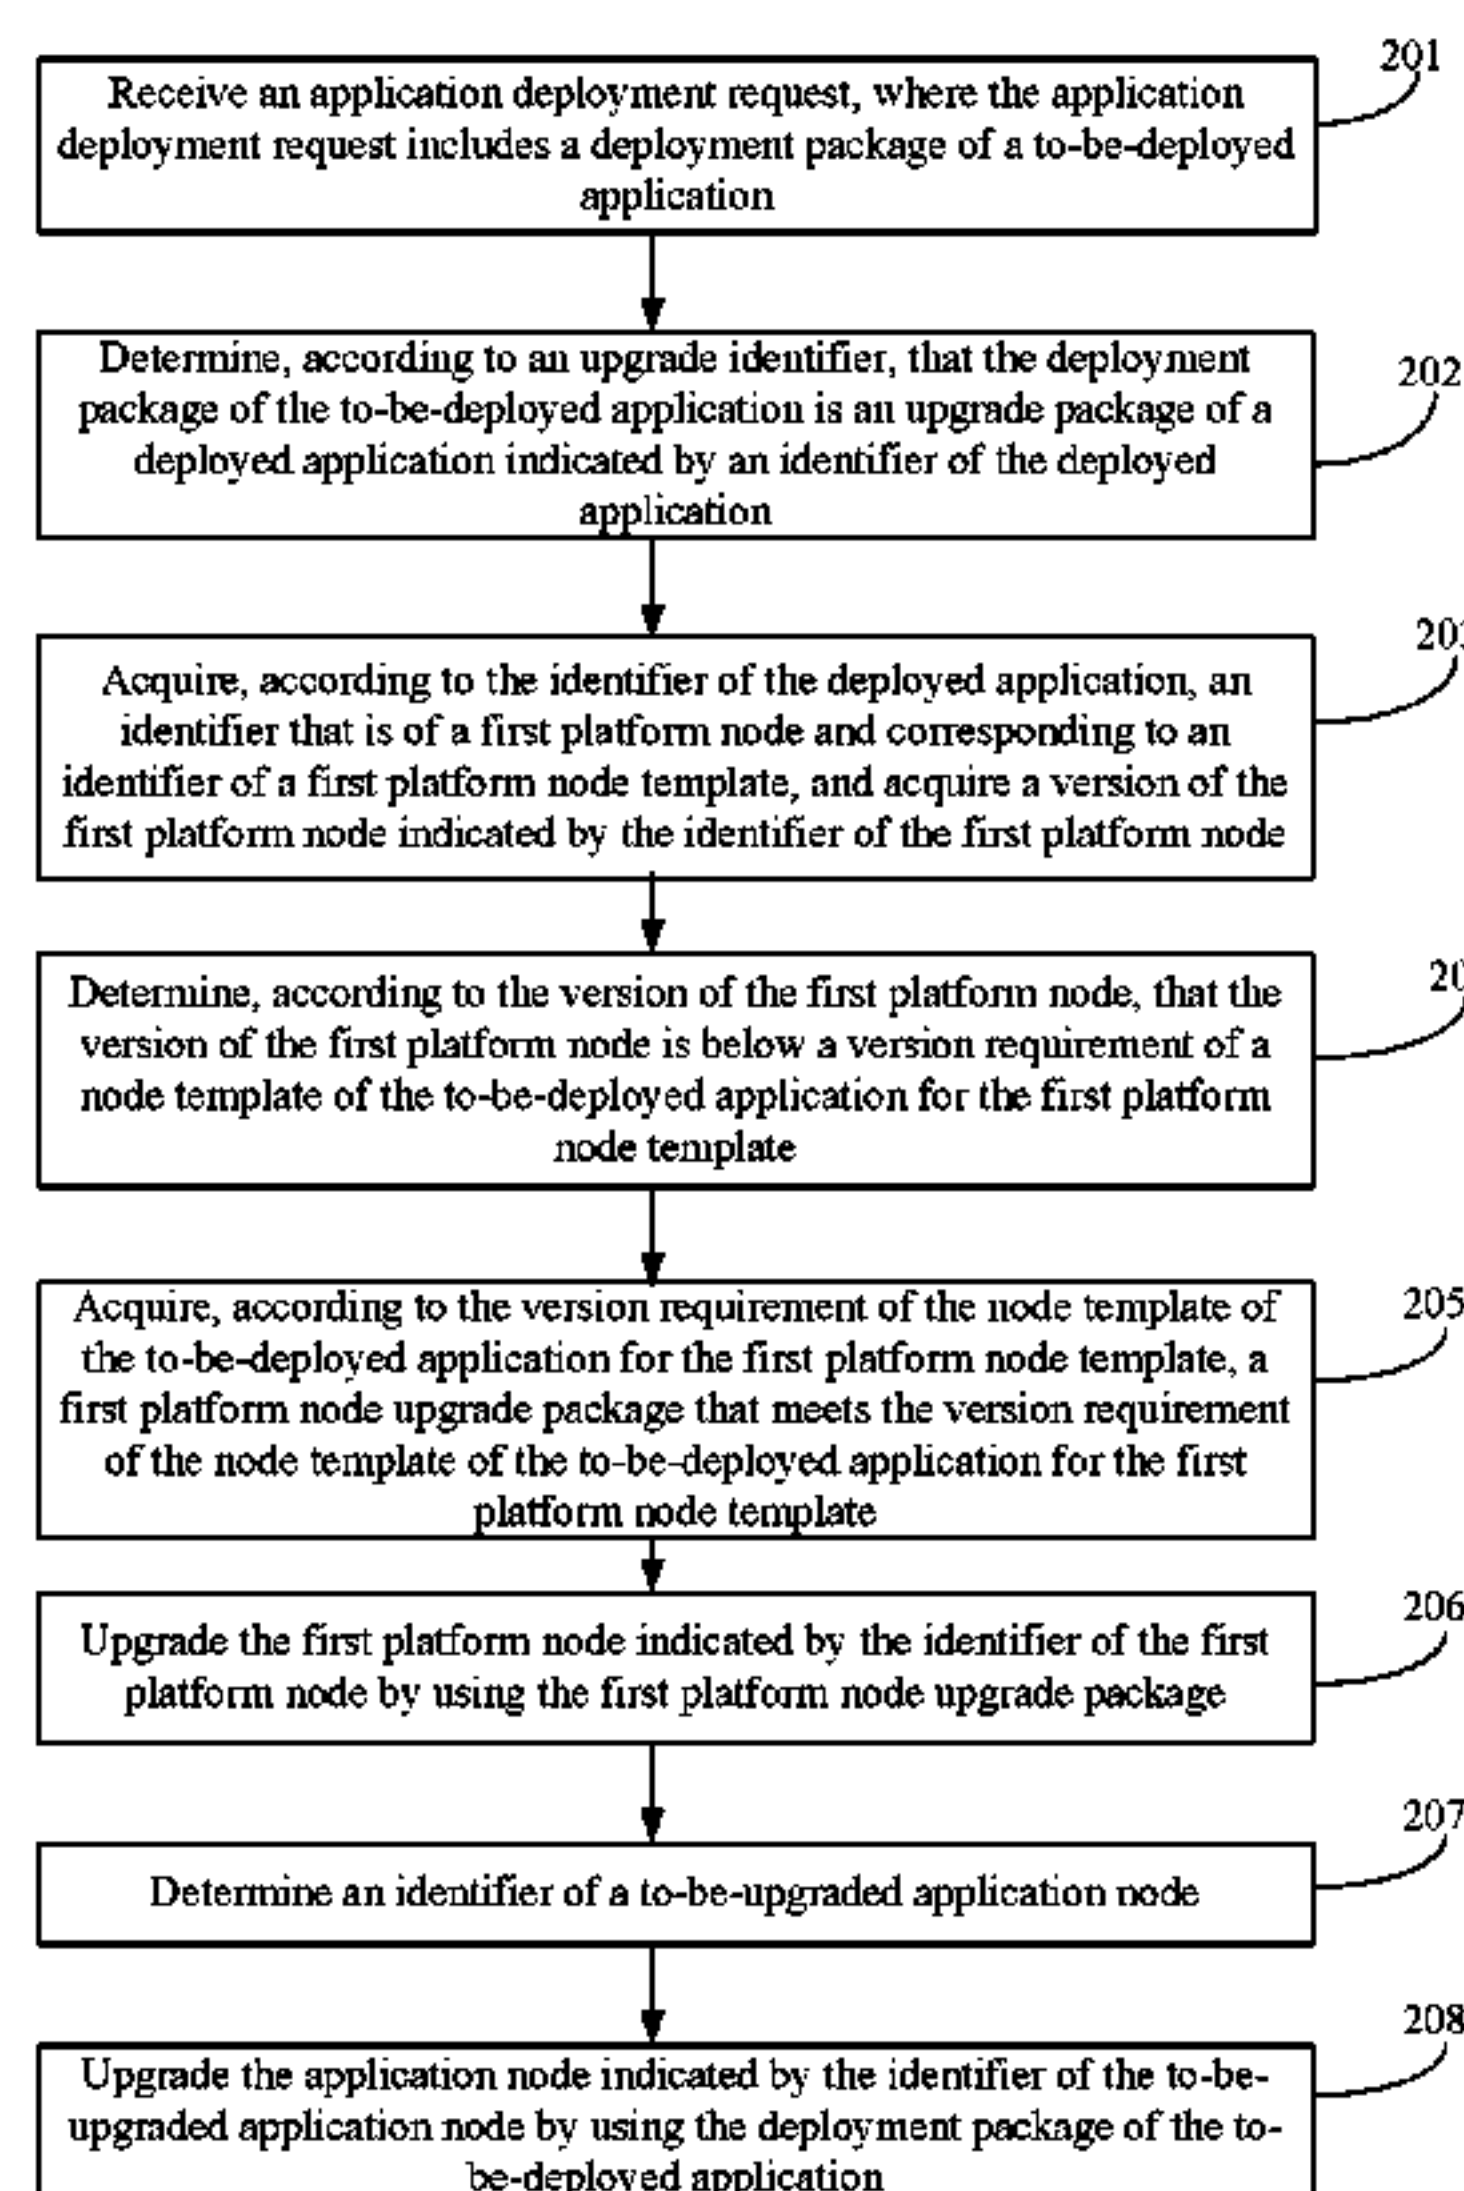 201
Receive an application deployment request, where the application
deployment request includes a deployment package of a to-be-deployed
application
202
Determine, according to an upgrade identifier, that the deployment
package of the to-be-deployed application is an upgrade package of a
deployed application indicated by an identifier of the deployed
application
Acquire, according to the identifier of the deployed application, an
identifier that is of a first platform node and corresponding to an
identifier of a first platform node template, and acquire a version of the
first platform node indicated by the identifier of the first platform node
Determine, according to the version of the first platform node, that the
version of the first platform node is below a version requirement of a
node template of the to-be-deployed application for the first platform
node template
205
Acquire, according to the version requirement of the node template of
the to-be-deployed application for the first platform node template, a
first platform node upgrade package that meets the version requirement
of the node template of the to-be-deployed application for the first
platform node template
206
Upgrade the first platform node indicated by the identifier of the first
platform node by using the first platform node upgrade package
207
Determine an identifier of a to-be-upgraded application node
208
Upgrade the application node indicated by the identifier of the to-be-
upgraded application node by using the deployment package of the to-
be-deployed application